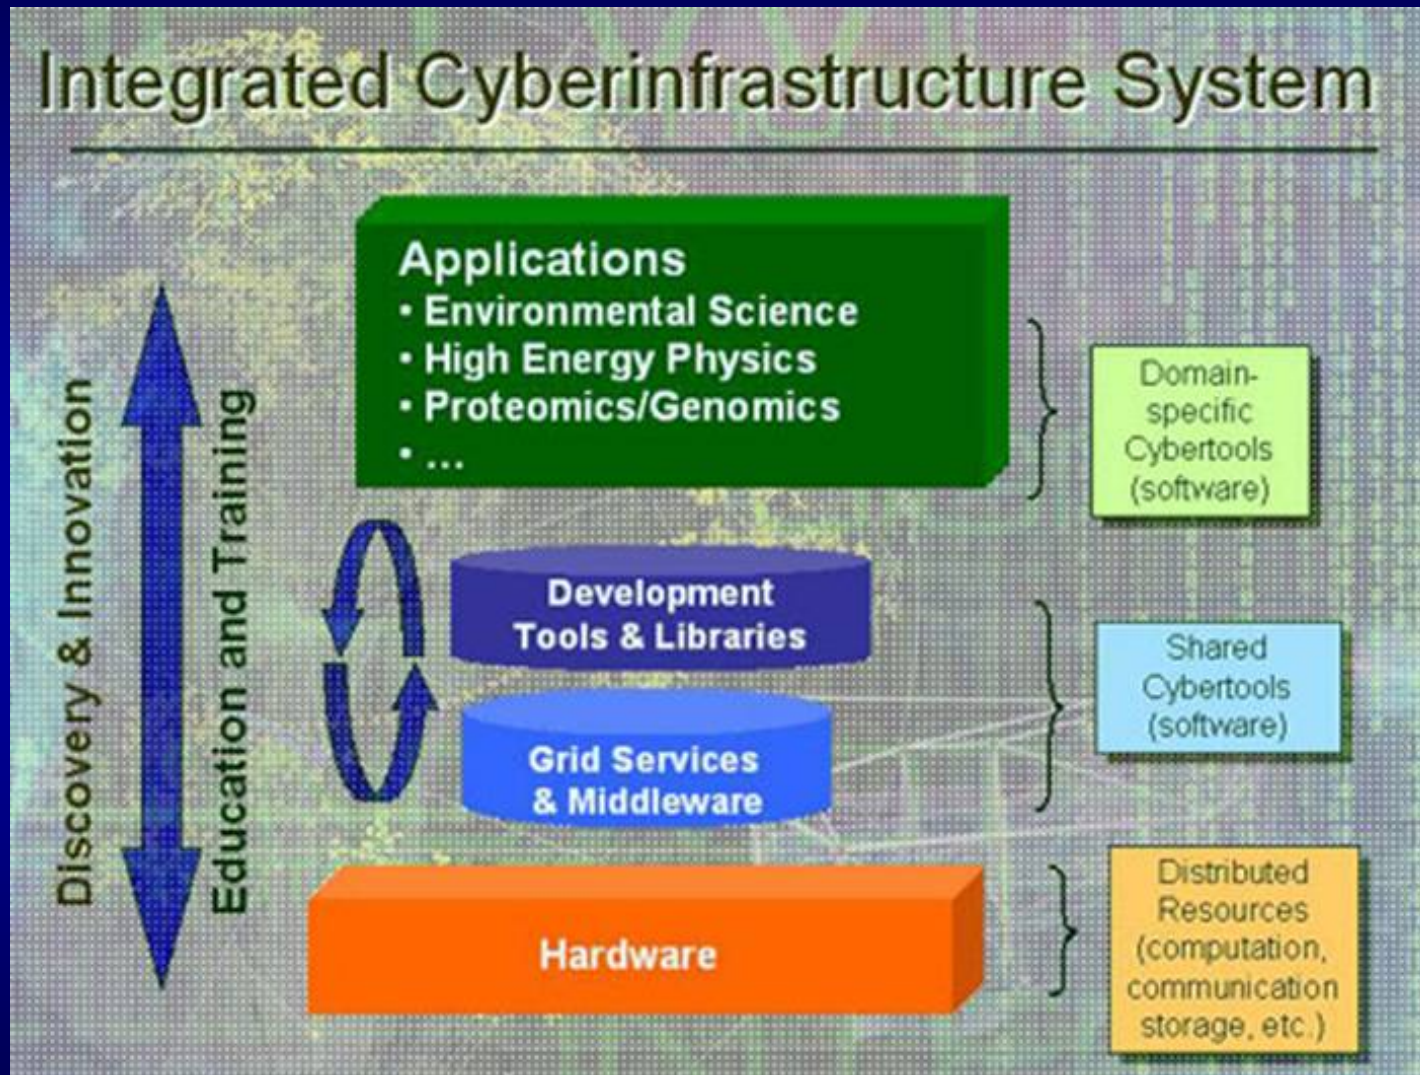 Integrated Cyberinfrastructure System
Applications
• Environmental Science
• High Energy Physics
• Proteomics/Genomics
• ...
Domain-
specific
Cybertools
(software)
Discovery & Innovation
Education and Training
Development
Tools & Libraries
Shared
Cybertools
(software)
Grid Services
& Middleware
Hardware
Distributed
Resources
(computation,
communication
storage, etc.)